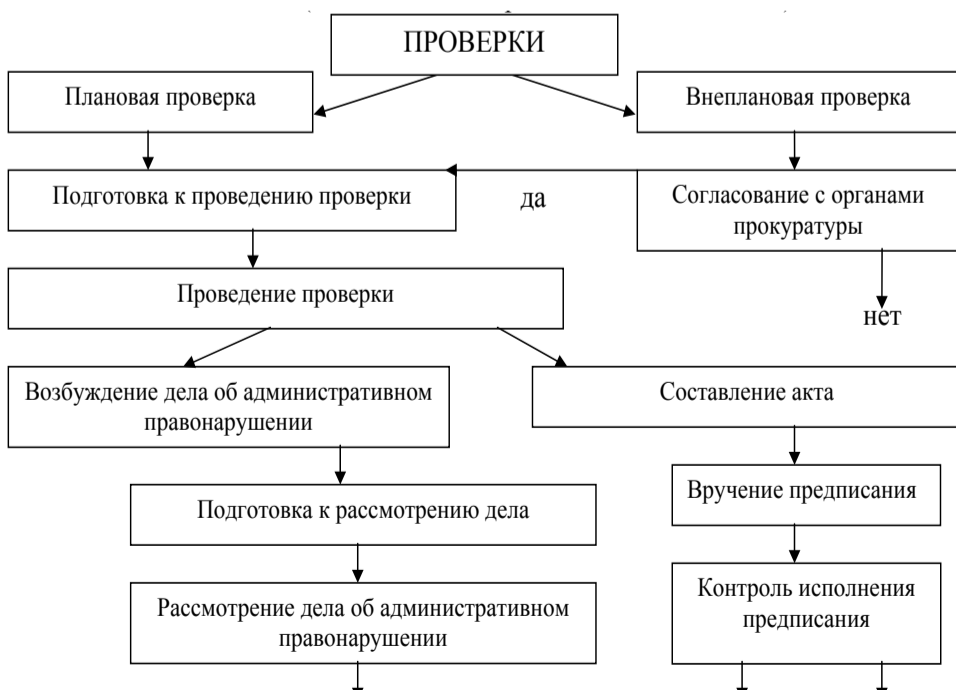 ПРОВЕРКИ
Плановая проверка
Внеплановая проверка
Подготовка к проведению проверки
да
Согласование с органами
прокуратуры
Проведение проверки
нет
Возбуждение дела об административном
правонарушении
Составление акта
Вручение предписания
Подготовка к рассмотрению дела
Контроль исполнения
предписания
Рассмотрение дела об административном
правонарушении